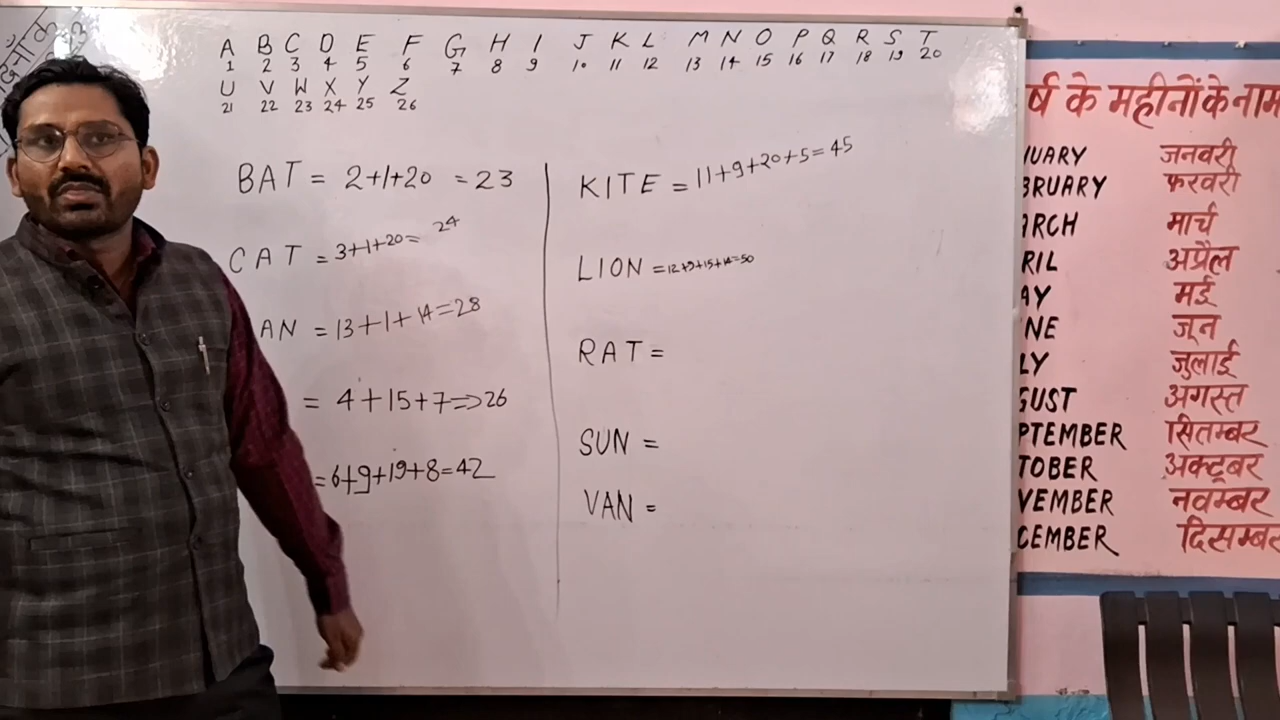 दिनांक
A B C D E F G H I J K L M N O P Q R S T
1 2 3 4 5 6 7 8 9 10 11 12 13 14 15 16 17 18 19 20
U V W X Y Z
21 22 23 24 25 26
BAT = 2+1+20 = 23
CAT = 3+1+20= 24
AN = 13+1+14=28
= 4+15+7=>26
=6+9+19+8=42
KITE = 11+9+20+5=45
LION =12+9+15+14=50
RAT =
SUN =
VAN =
र्ष के महीनों के नाम
NUARY जनवरी
BRUARY फरवरी
ARCH मार्च
RIL अप्रैल
AY मई
NE जून
LY जुलाई
GUST अगस्त
PTEMBER सितम्बर
TOBER अक्टूबर
VEMBER नवम्बर
CEMBER दिसम्बर